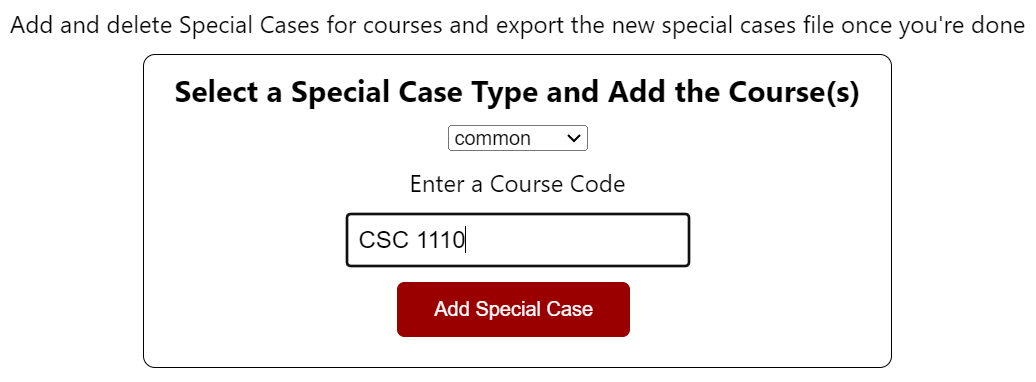 Add and delete Special Cases for courses and export the new special cases file once you're done
Select a Special Case Type and Add the Course(s)
common
Enter a Course Code
CSC 1110
Add Special Case